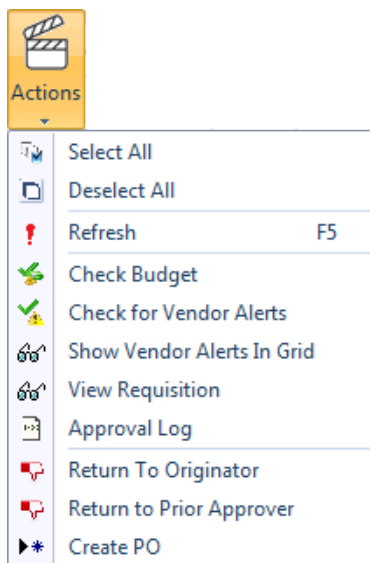 Actions
Select All
Deselect All
Refresh F5
Check Budget
Check for Vendor Alerts
Show Vendor Alerts In Grid
View Requisition
Approval Log
Return To Originator
Return to Prior Approver
Create PO